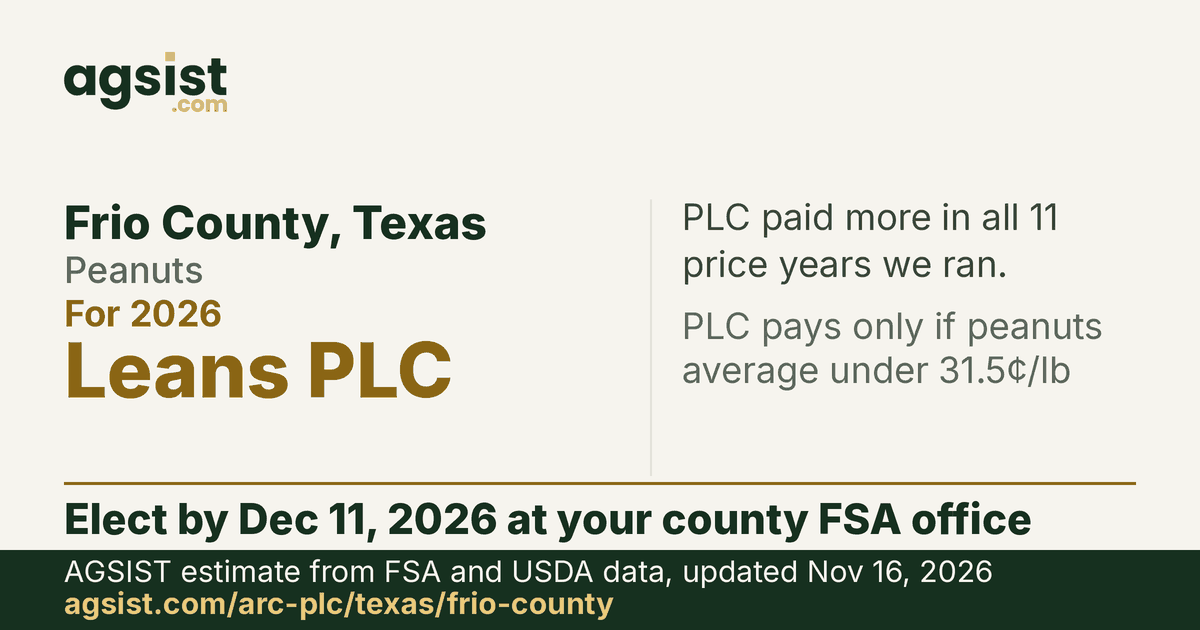 agsist
.com
Frio County, Texas
Peanuts
For 2026
Leans PLC
PLC paid more in all 11
price years we ran.
PLC pays only if peanuts
average under 31.5¢/lb
Elect by Dec 11, 2026 at your county FSA office
AGSIST estimate from FSA and USDA data, updated Nov 16, 2026
agsist.com/arc-plc/texas/frio-county